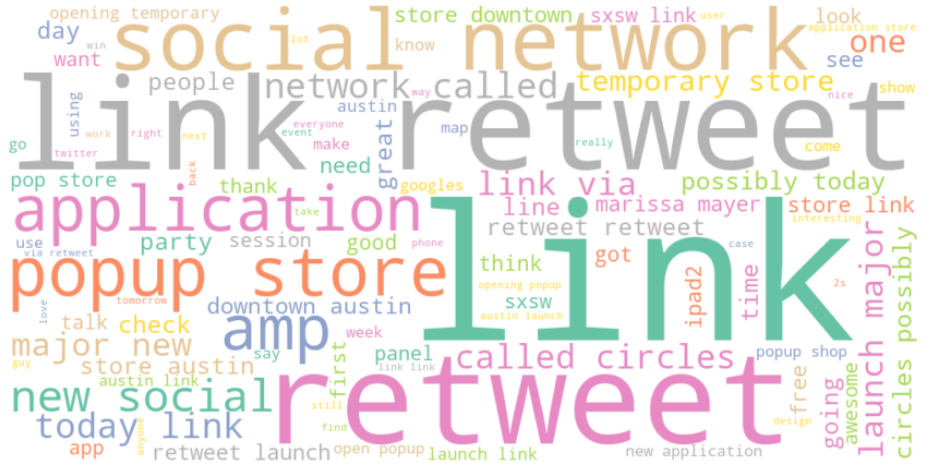 opening temporary
store downtown
sxsw link
user
look
application store
social network
day
win
lot
know
one
want
see
people
network called
temporary store
link retweet
way
nice
show
using
austin
great
map
work
right
next
everyone
event
make
really
come
go
twitter
need
back
pop store
thank
googles
link via
possibly today
application
take
line
marissa mayer
store link
interesting
link
retweet retweet
use
via retweet
party
session
good
phone
think
got
case
popup store
opening popup
ipad2
time
2s
launch major
circles possibly
tomorrow
love
downtown austin
sxsw
austin launch
talk
check
amp
week
major new
say
first
panel
called circles
popup shop
guy
store austin
link link
austin link
retweet
free
going
awesome
new social
still
design
today link
find
anyone
app
retweet launch
open popup
launch link
new application